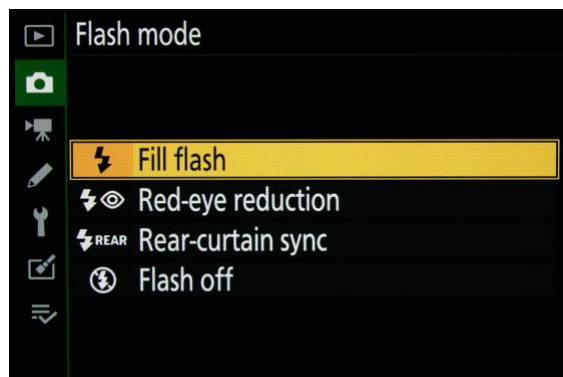 Flash mode
Fill flash
Red-eye reduction
REAR Rear-curtain sync
Flash off